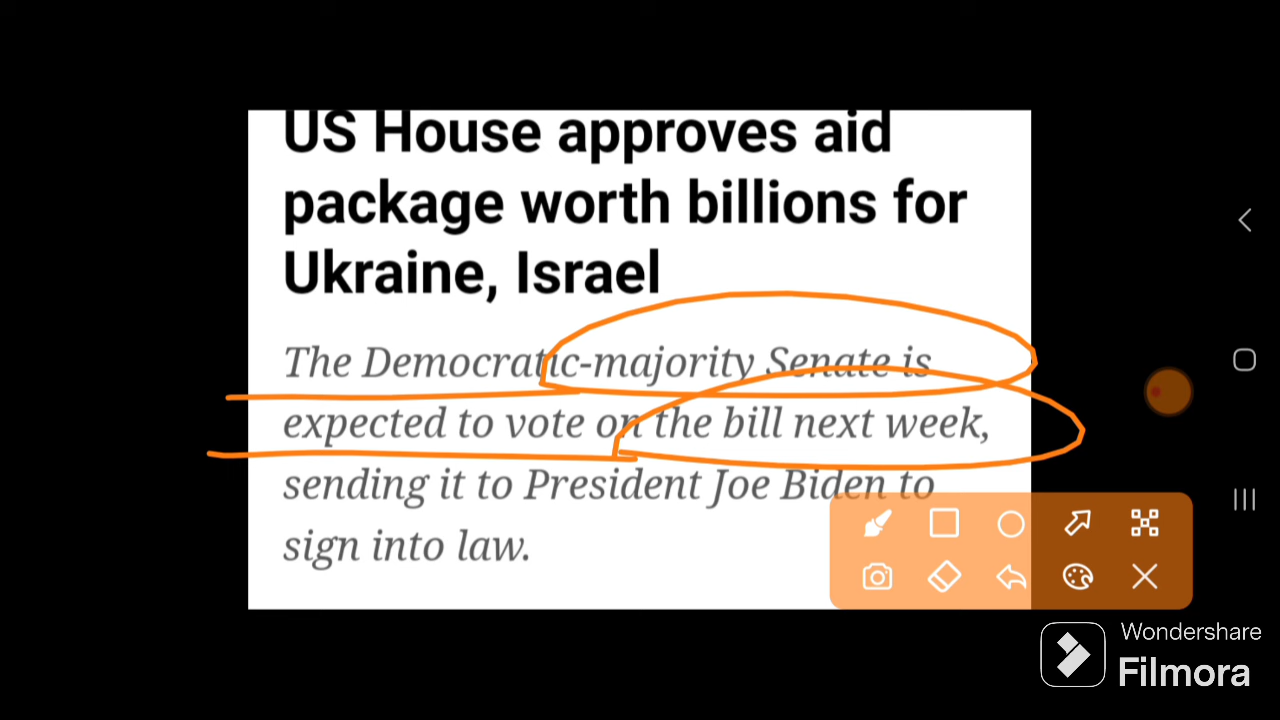 US House approves aid
package worth billions for
Ukraine, Israel
The Democratic-majority Senate is
expected to vote on the bill next week,
sending it to President Joe Biden to
sign into law.
Wondershare
Filmora